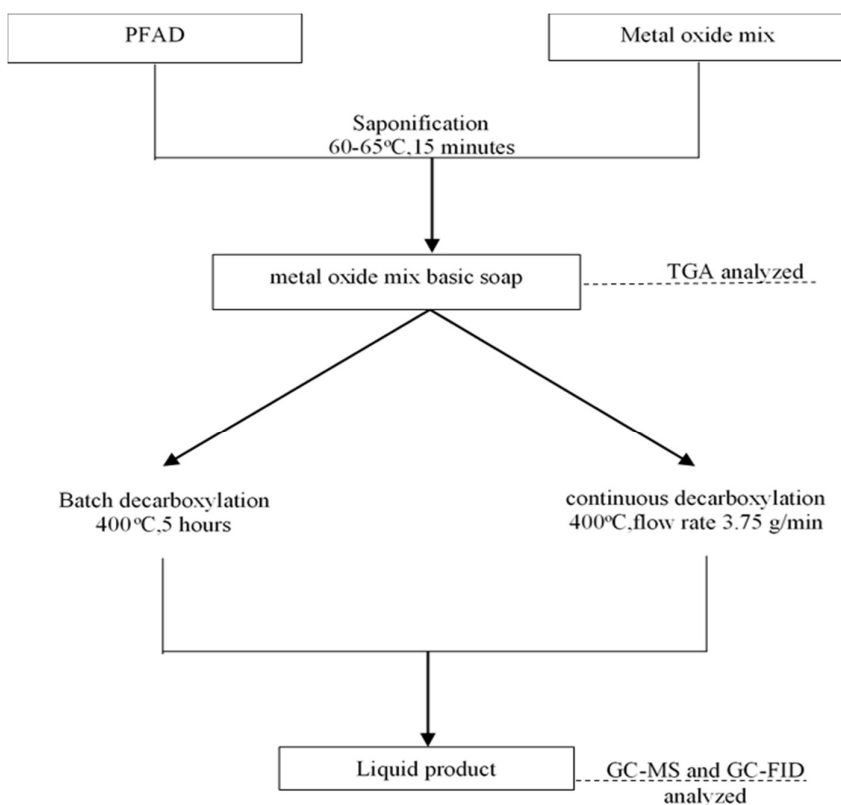 PFAD
Metal oxide mix
Saponification
60-65°C,15 minutes
metal oxide mix basic soap
TGA analyzed
Batch decarboxylation
400°C,5 hours
continuous decarboxylation
400°C,flow rate 3.75 g/min
Liquid product
GC-MS and GC-FID
analyzed